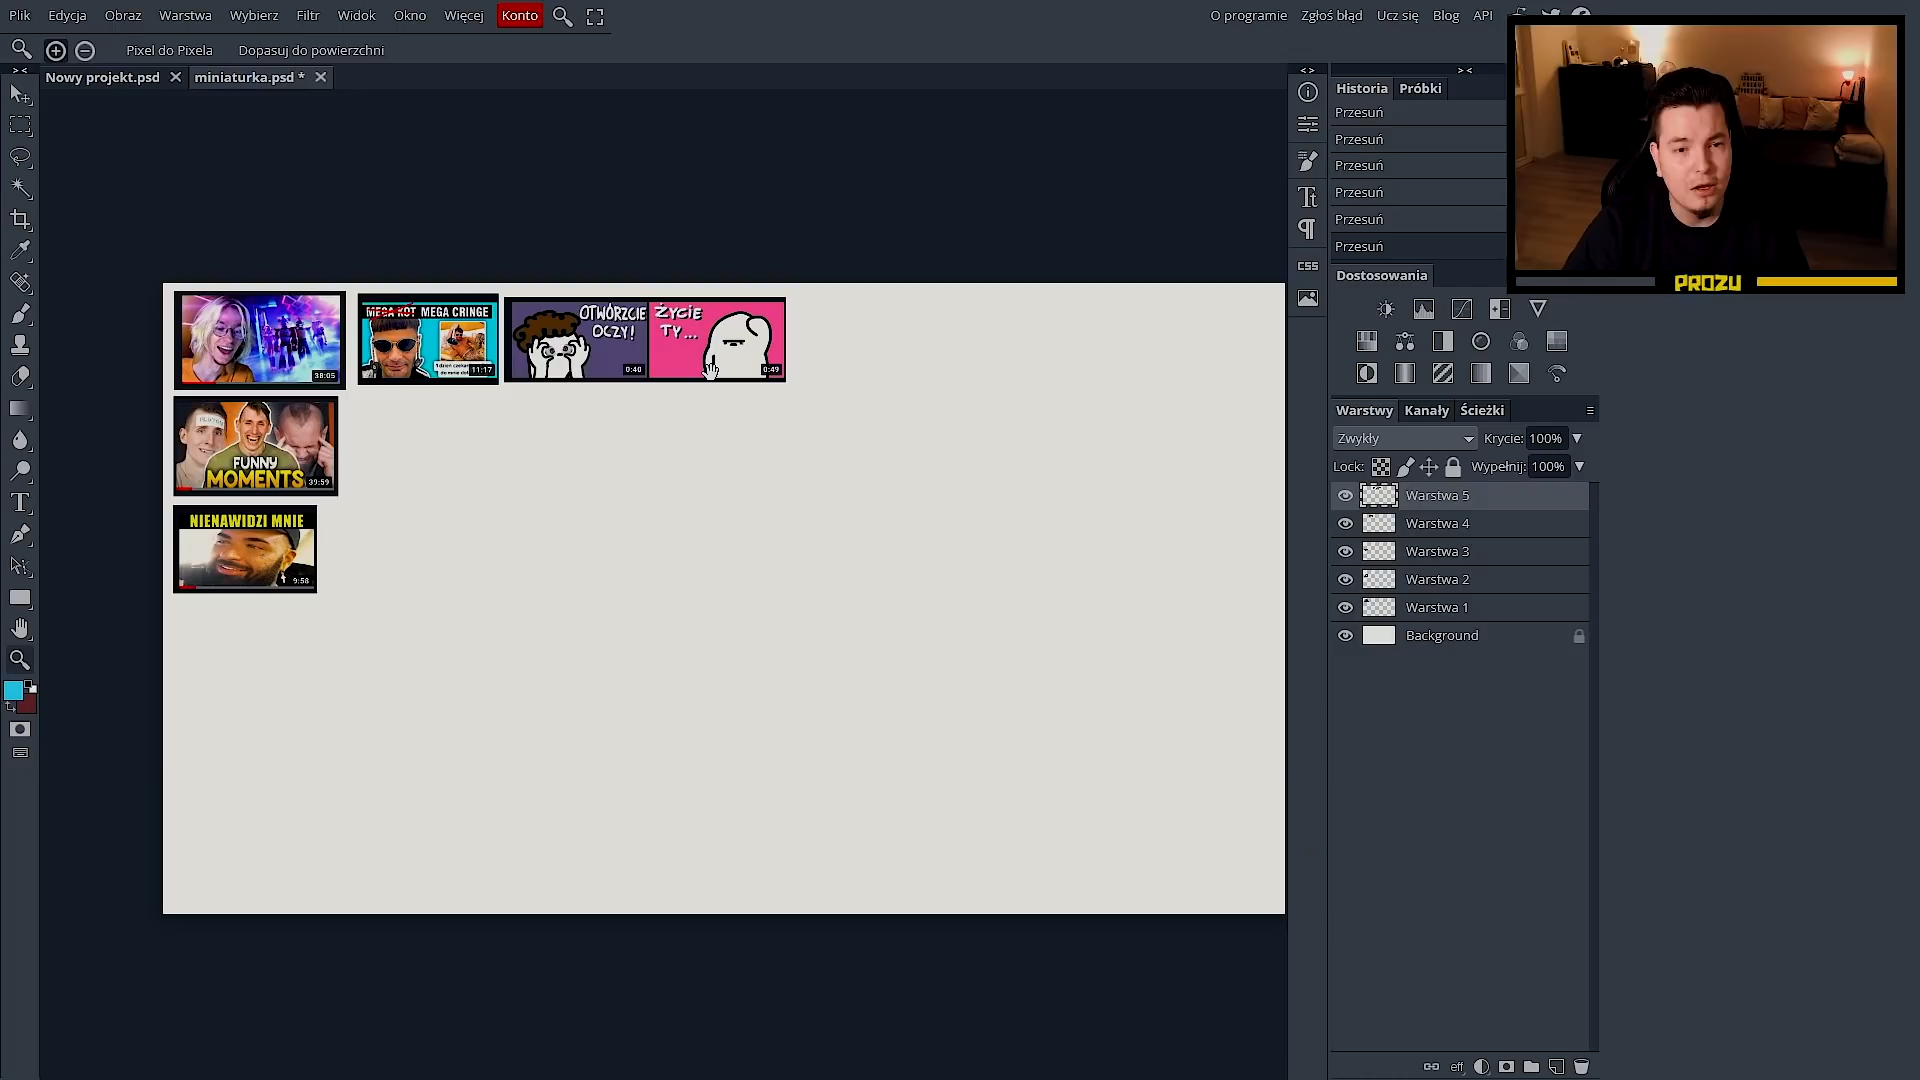 Plik Edycja Obraz Warstwa Wybierz Filtr Widok Okno Więcej Konto
O programie Zgłoś błąd Ucz się Blog API
Pixel do Pixela Dopasuj do powierzchni
Nowy projekt.psd miniaturka.psd *
Historia Próbki
Przesuń
Przesuń
Przesuń
Przesuń
Przesuń
Przesuń
PROZU
Dostosowania
CSS
38:05
MEGA KOT MEGA CRINGE
11:17
OTWÓRZCIE
OCZY!
0:40
ŻYCIE
TY...
0:49
FUNNY
MOMENTS
39:59
NIENAWIDZI MNIE
9:58
Warstwy Kanały Ścieżki
Zwykły Krycie: 100%
Lock: Wypełnij: 100%
Warstwa 5
Warstwa 4
Warstwa 3
Warstwa 2
Warstwa 1
Background
eff